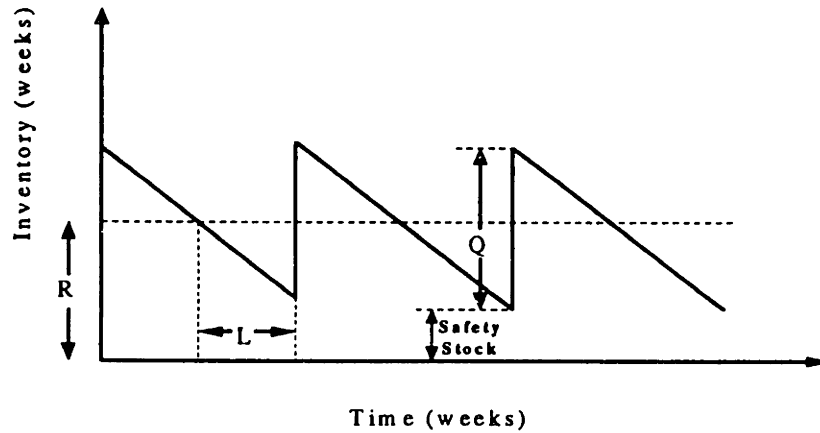 Inventory (weeks)
R
L
Q
Safety
Stock
Time (weeks)